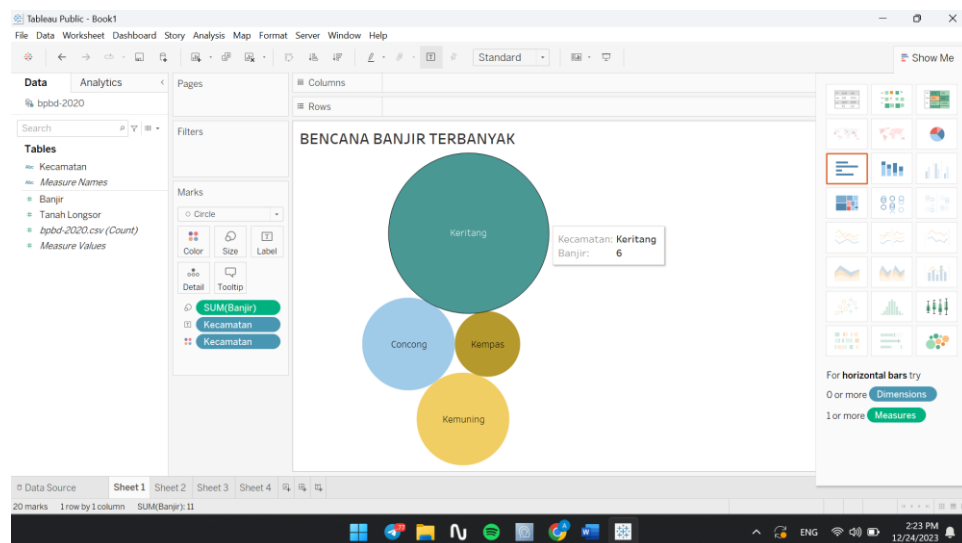 Tableau Public - Book1
File Data Worksheet Dashboard Story Analysis Map Format Server Window Help
Standard
Show Me
Data Analytics
Pages
Columns
bpbd-2020
Rows
Search
Filters
Tables
Kecamatan
Measure Names
Banjir
Tanah Longsor
bpbd-2020.csv (Count)
Measure Values
Marks
Circle
Color Size Label
Detail Tooltip
SUM(Banjir)
Kecamatan
Kecamatan
BENCANA BANJIR TERBANYAK
Keritang
Kecamatan: Keritang
Banjir: 6
Concong
Kempas
Kemuning
For horizontal bars try
0 or more Dimensions
1 or more Measures
Data Source Sheet 1 Sheet 2 Sheet 3 Sheet 4
20 marks 1 row by 1 column SUM(Banjir): 11
ENG
2:23 PM
12/24/2023